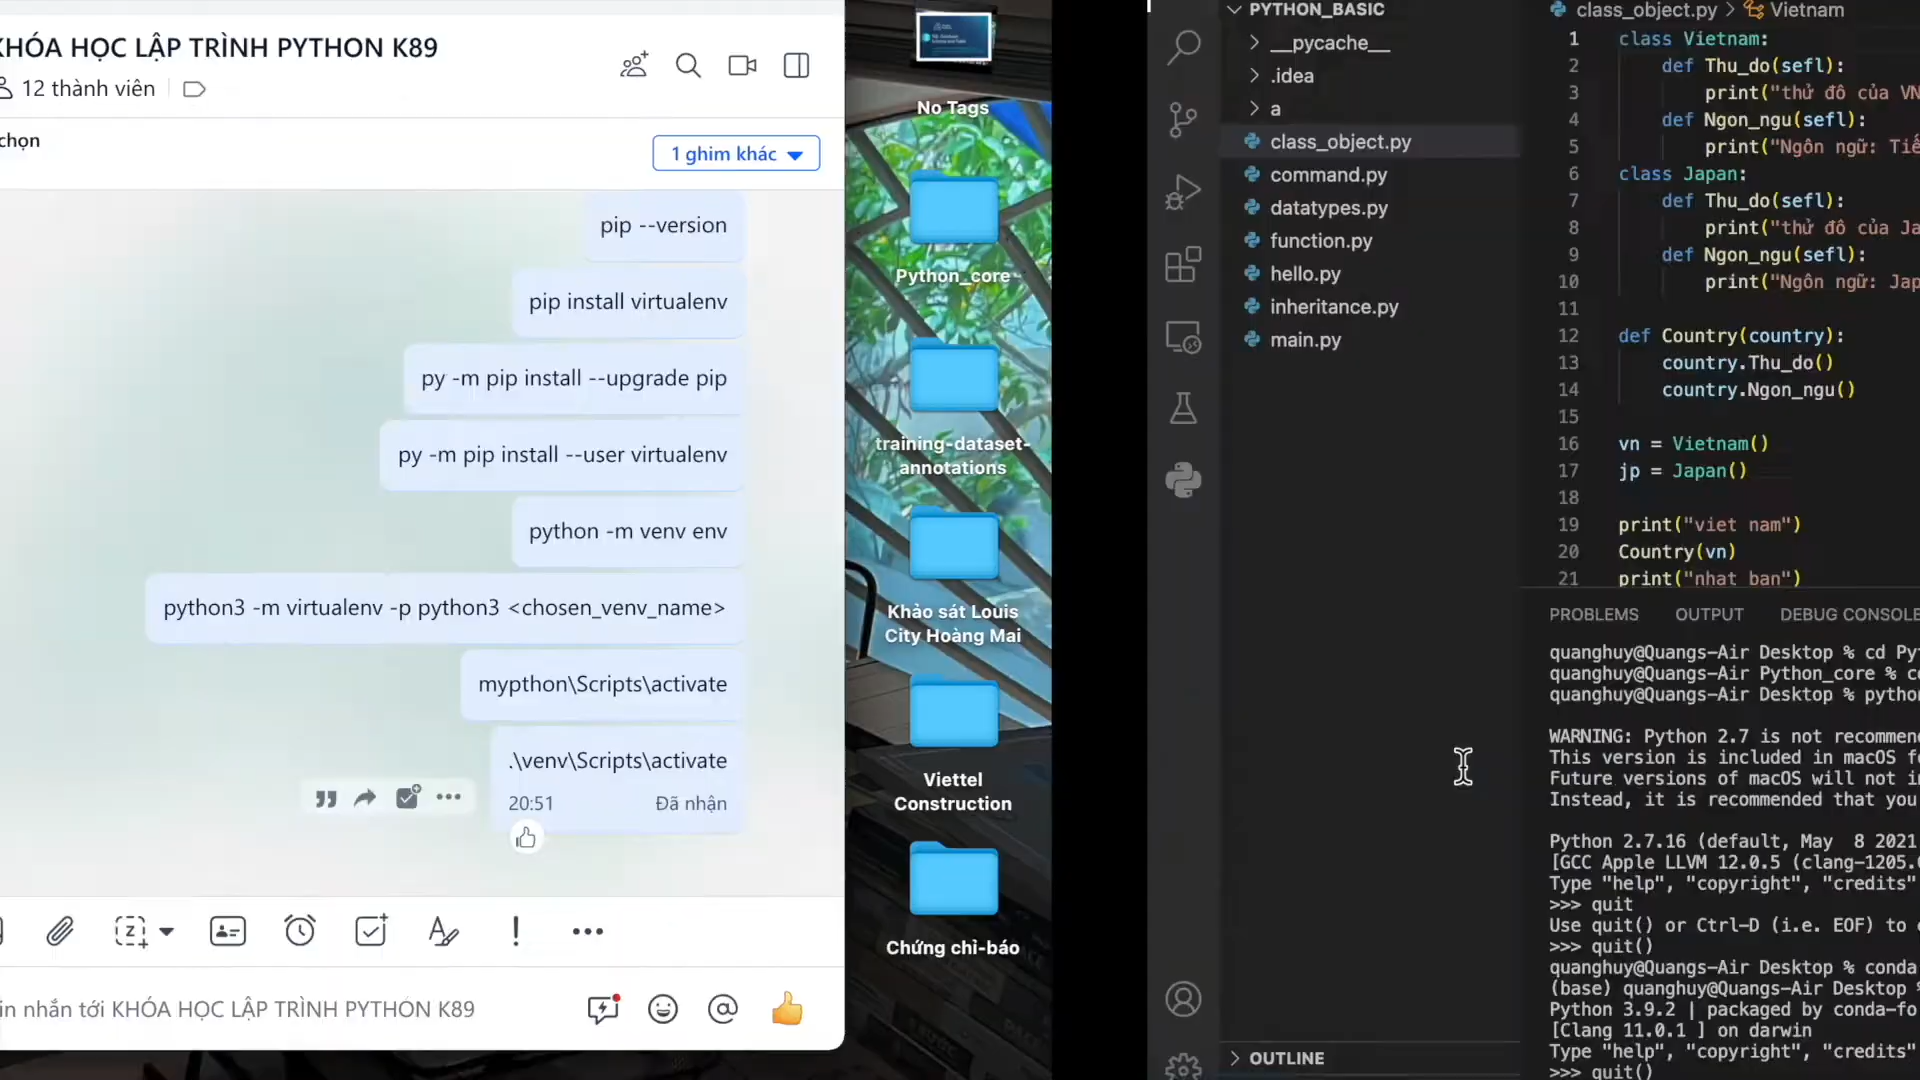 KHÓA HỌC LẬP TRÌNH PYTHON K89
12 thành viên
chọn
1 ghim khác
pip --version
pip install virtualenv
py -m pip install --upgrade pip
py -m pip install --user virtualenv
python -m venv env
python3 -m virtualenv -p python3 <chosen_venv_name>
mypthon\Scripts\activate
.\venv\Scripts\activate
20:51
Đã nhận
in nhắn tới KHÓA HỌC LẬP TRÌNH PYTHON K89
No Tags
Python_core
training-dataset-
annotations
Khảo sát Louis
City Hoàng Mai
Viettel
Construction
Chứng chỉ-báo
PYTHON_BASIC
__pycache__
.idea
a
class_object.py
command.py
datatypes.py
function.py
hello.py
inheritance.py
main.py
OUTLINE
class_object.py > Vietnam
1 class Vietnam:
2 def Thu_do(sefl):
3 print("thử đô của VN
4 def Ngon_ngu(sefl):
5 print("Ngôn ngữ: Tiế
6 class Japan:
7 def Thu_do(sefl):
8 print("thử đô của Ja
9 def Ngon_ngu(sefl):
10 print("Ngôn ngữ: Jap
11
12 def Country(country):
13 country.Thu_do()
14 country.Ngon_ngu()
15
16 vn = Vietnam()
17 jp = Japan()
18
19 print("viet nam")
20 Country(vn)
21 print("nhat ban")
PROBLEMS OUTPUT DEBUG CONSOLE
quanghuy@Quangs-Air Desktop % cd Pyt
quanghuy@Quangs-Air Python_core % c
quanghuy@Quangs-Air Desktop % python
WARNING: Python 2.7 is not recommen
This version is included in macOS f
Future versions of macOS will not i
Instead, it is recommended that you
Python 2.7.16 (default, May 8 2021
[GCC Apple LLVM 12.0.5 (clang-1205.
Type "help", "copyright", "credits"
>>> quit
Use quit() or Ctrl-D (i.e. EOF) to
>>> quit()
quanghuy@Quangs-Air Desktop % conda
(base) quanghuy@Quangs-Air Desktop %
Python 3.9.2 | packaged by conda-fo
[Clang 11.0.1 ] on darwin
Type "help", "copyright", "credits"
>>> quit()